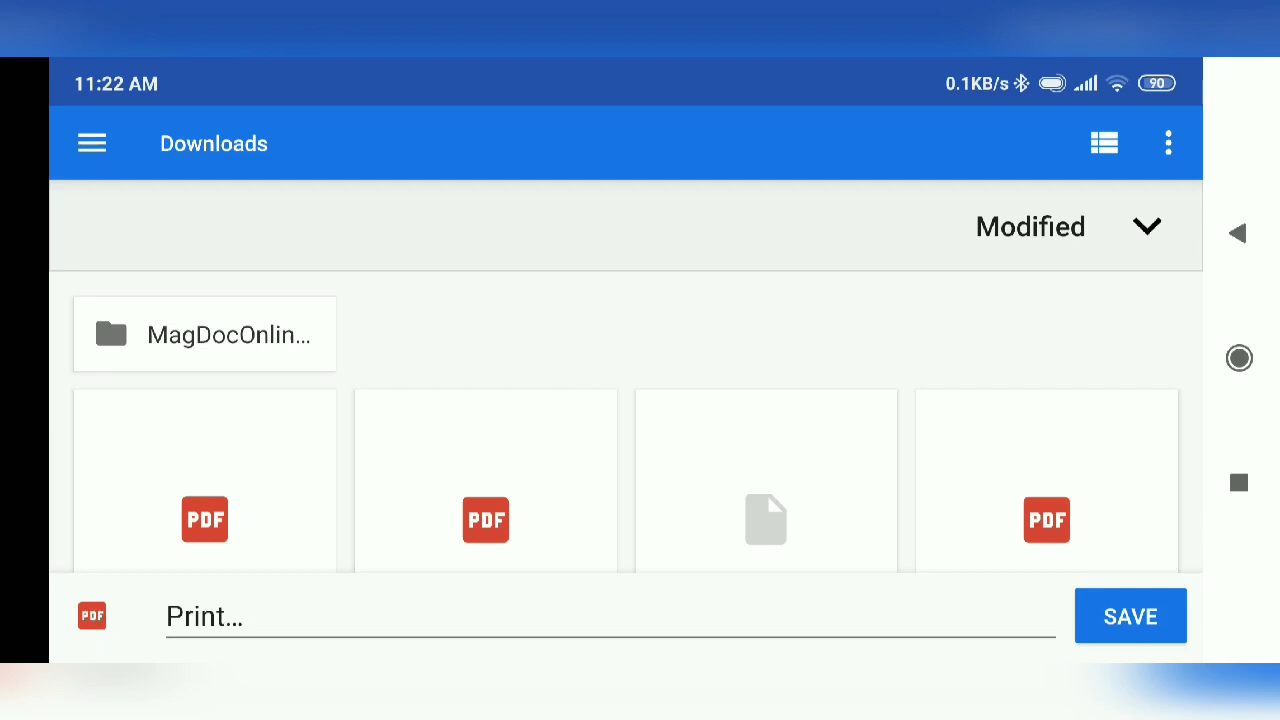 11:22 AM 0.1KB/s 90
Downloads
Modified
MagDocOnlin...
PDF PDF PDF
PDF Print... SAVE